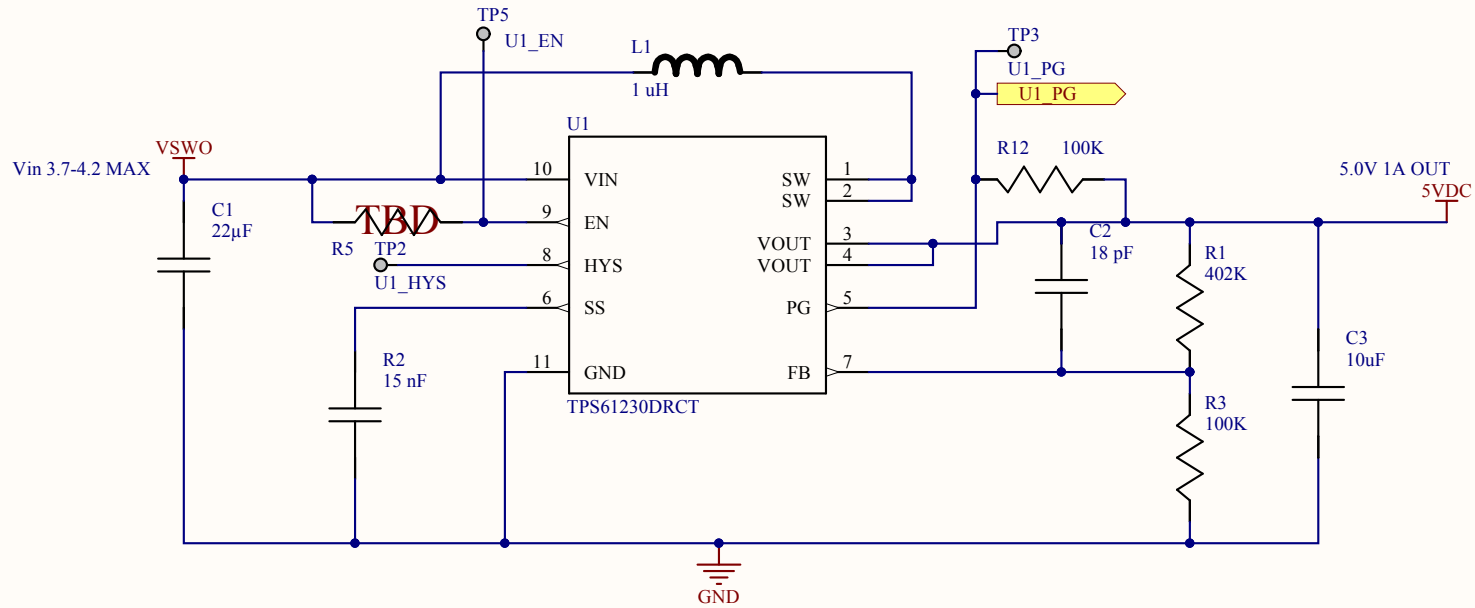 TP5
U1_EN
L1
1 uH
TP3
U1_PG
U1_PG
U1
VSWO
Vin 3.7-4.2 MAX
R12 100K
5.0V 1A OUT
5VDC
10 VIN
SW 1
SW 2
C1
22µF
TBD
R5
9 EN
TP2
U1_HYS
8 HYS
VOUT 3
VOUT 4
C2
18 pF
R1
402K
6 SS
PG 5
R2
15 nF
11 GND
FB 7
C3
10uF
TPS61230DRCT
R3
100K
GND